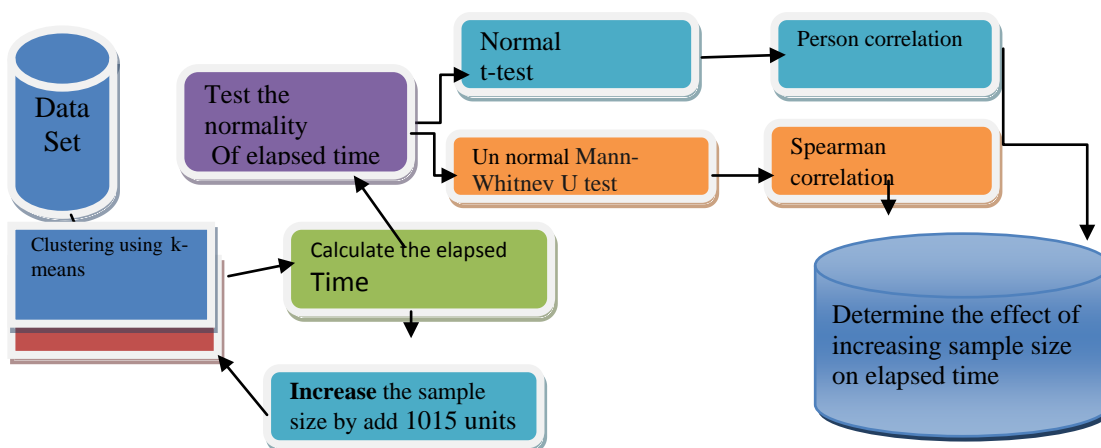 Data
Set
Clustering using k-
means
Test the
normality
Of elapsed time
Normal
t-test
Person correlation
Un normal Mann-
Whitney U test
Spearman
correlation
Calculate the elapsed
Time
Increase the sample
size by add 1015 units
Determine the effect of
increasing sample size
on elapsed time